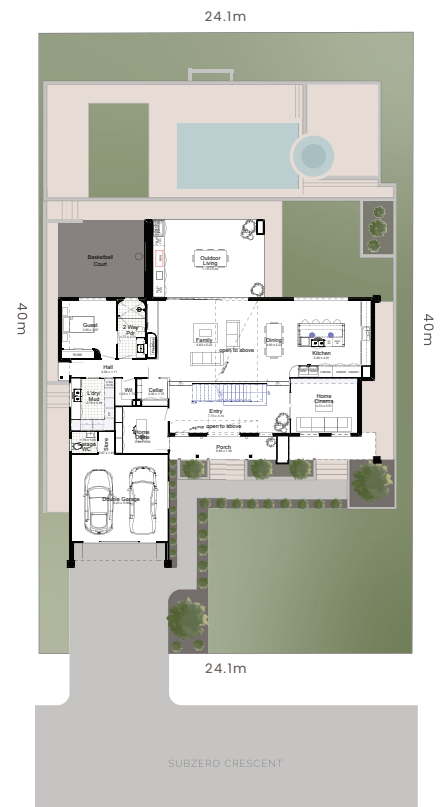 24.1m
Basketball
Court
Outdoor
Living
40m
40m
Guest
2 Way
Pdr
Family
open to above
Dining
Kitchen
Hall
L'dry/
Mud
WIL
Cellar
Entry
open to above
Home
Cinema
Home
Office
Garage
WC
Store
Porch
Double Garage
24.1m
SUBZERO CRESCENT